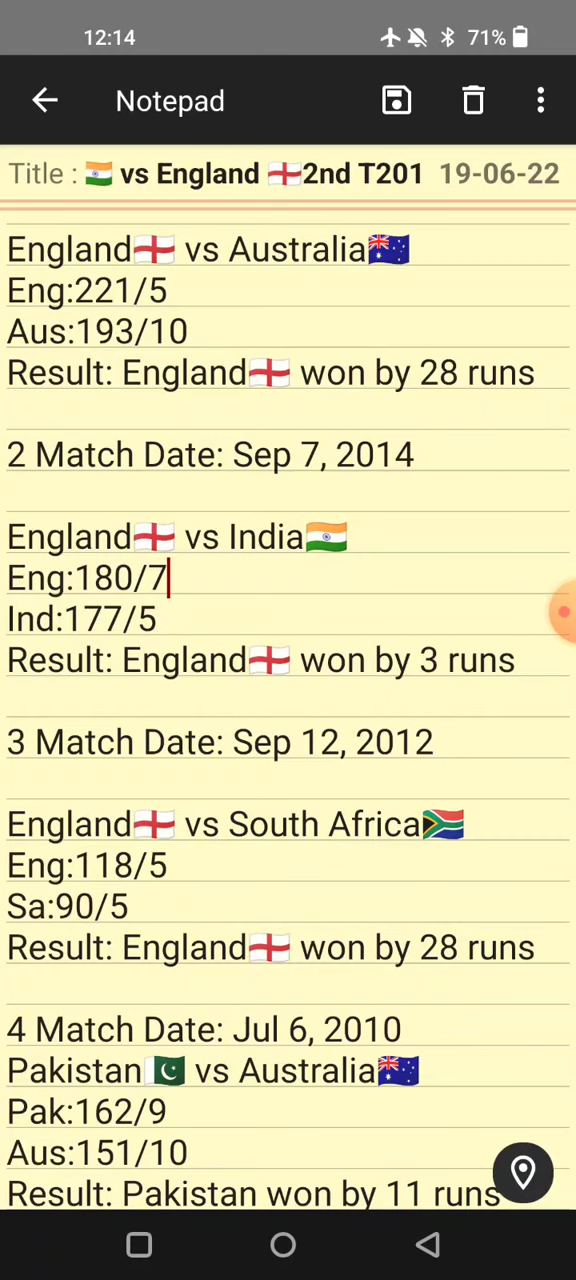 12:14 71%
Notepad
Title : 🇮🇳 vs England 🏴󠁧󠁢󠁥󠁮󠁧󠁿2nd T201 19-06-22
England🏴󠁧󠁢󠁥󠁮󠁧󠁿 vs Australia🇦🇺
Eng:221/5
Aus:193/10
Result: England🏴󠁧󠁢󠁥󠁮󠁧󠁿 won by 28 runs
2 Match Date: Sep 7, 2014
England🏴󠁧󠁢󠁥󠁮󠁧󠁿 vs India🇮🇳
Eng:180/7
Ind:177/5
Result: England🏴󠁧󠁢󠁥󠁮󠁧󠁿 won by 3 runs
3 Match Date: Sep 12, 2012
England🏴󠁧󠁢󠁥󠁮󠁧󠁿 vs South Africa🇿🇦
Eng:118/5
Sa:90/5
Result: England🏴󠁧󠁢󠁥󠁮󠁧󠁿 won by 28 runs
4 Match Date: Jul 6, 2010
Pakistan🇵🇰 vs Australia🇦🇺
Pak:162/9
Aus:151/10
Result: Pakistan won by 11 runs